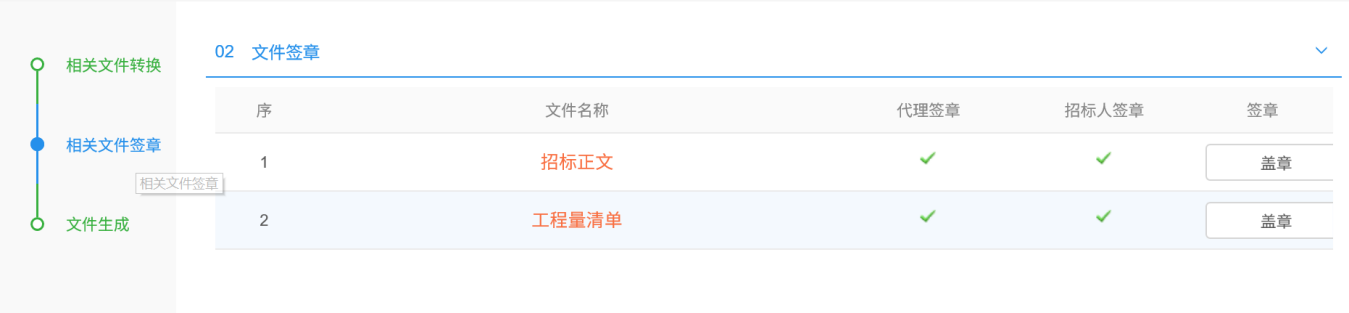 02 文件签章
相关文件转换
序 文件名称 代理签章 招标人签章 签章
相关文件签章
1 招标正文 盖章
相关文件签章
2 工程量清单 盖章
文件生成